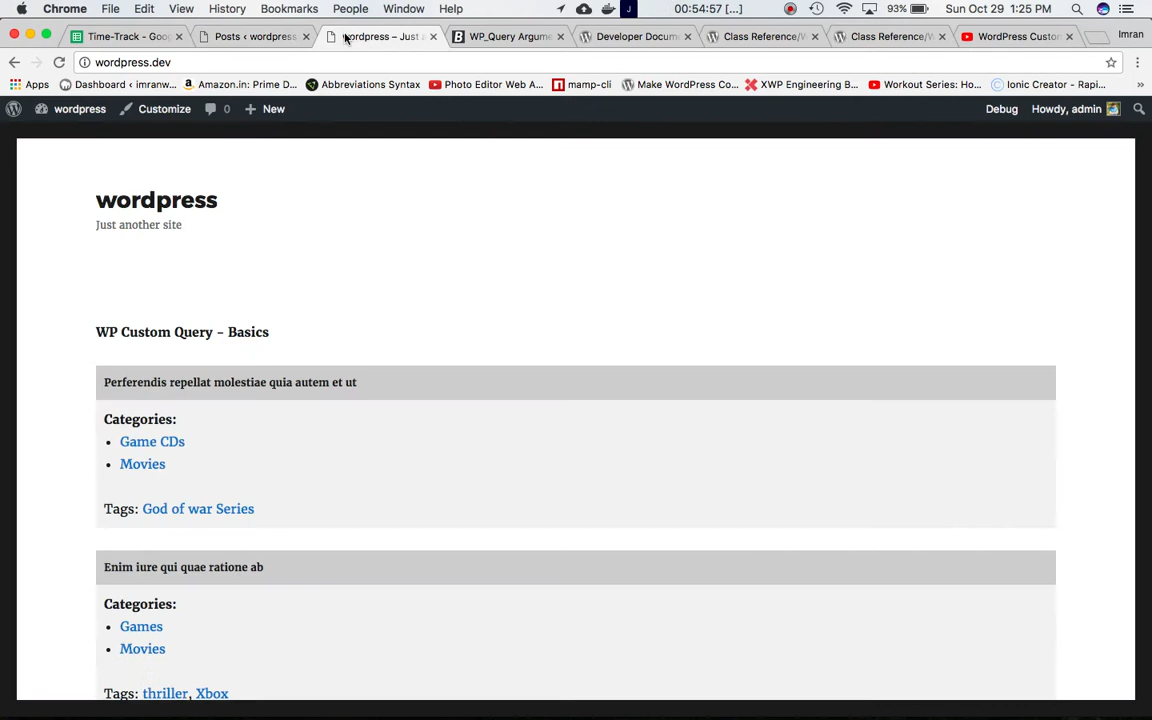 Chrome File Edit View History Bookmarks People Window Help J 00:54:57 [...] 93% Sun Oct 29 1:25 PM
Time-Track - Goog Posts ‹ wordpress wordpress – Just a WP_Query Argume Developer Docume Class Reference/W Class Reference/W WordPress Custon Imran
wordpress.dev
Apps Dashboard ‹ imranw... Amazon.in: Prime D... Abbreviations Syntax Photo Editor Web A... mamp-cli Make WordPress Co... XWP Engineering B... Workout Series: Ho... Ionic Creator - Rapi... »
wordpress Customize 0 + New Debug Howdy, admin
wordpress
Just another site
WP Custom Query - Basics
Perferendis repellat molestiae quia autem et ut
Categories:
• Game CDs
• Movies
Tags: God of war Series
Enim iure qui quae ratione ab
Categories:
• Games
• Movies
Tags: thriller, Xbox